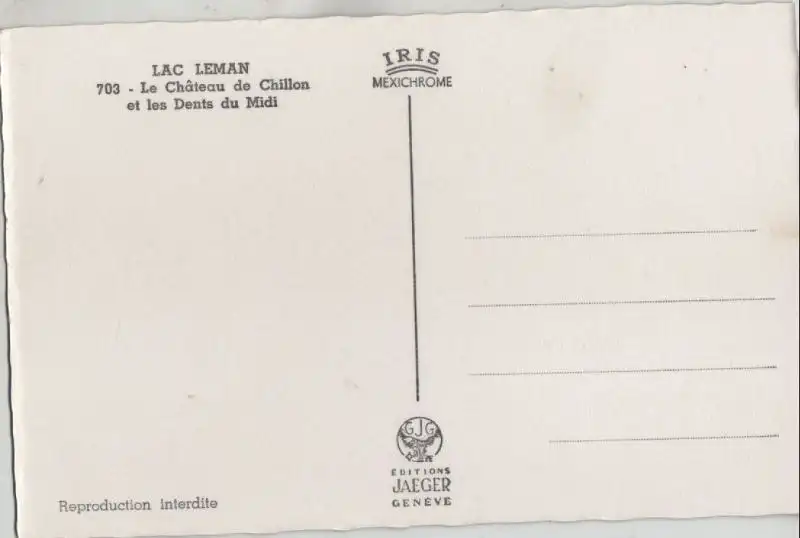 LAC LEMAN
703 - Le Château de Chillon
et les Dents du Midi
IRIS
MEXICHROME
GJG
ÉDITIONS
JAEGER
GENÈVE
Reproduction interdite